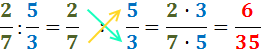 2/7 : 5/3 = 2/7 : 5/3 = 2 · 3 / 7 · 5 = 6/35